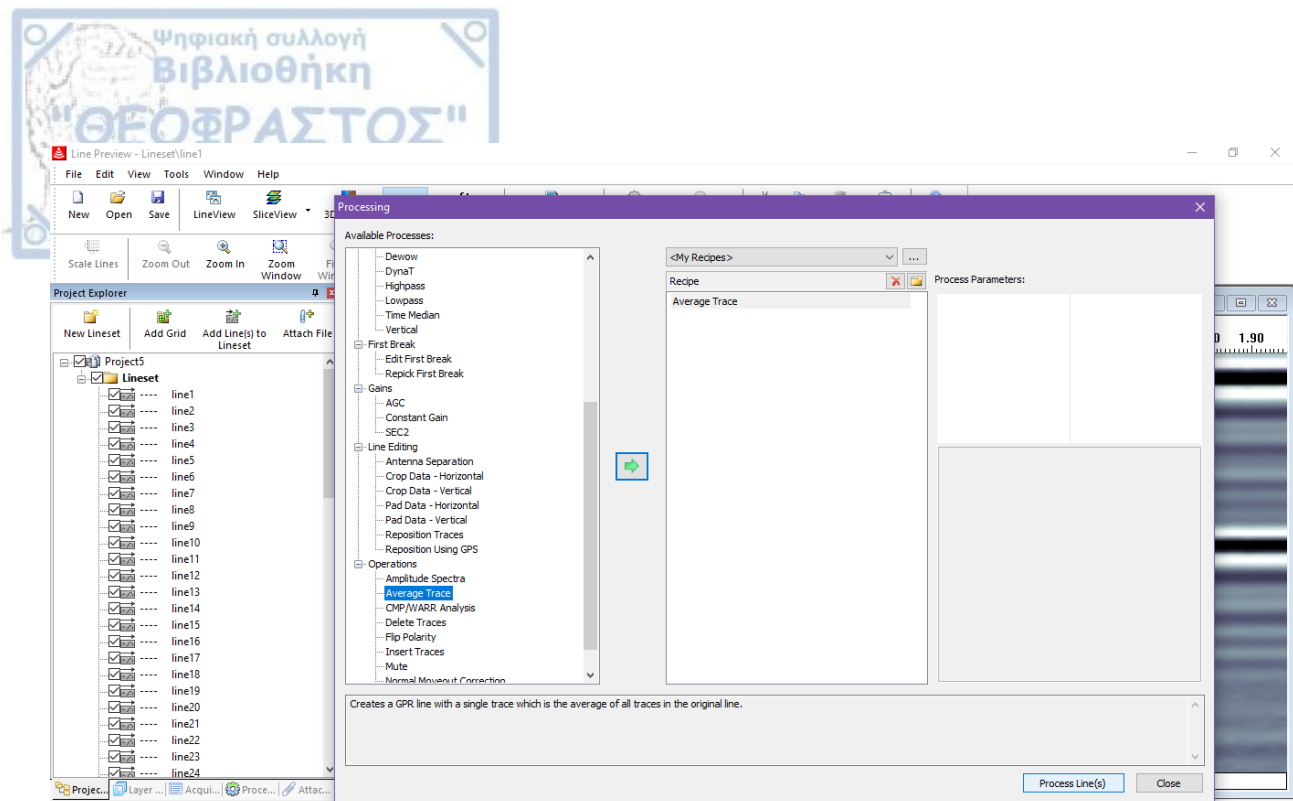 Ψηφιακή συλλογή
Βιβλιοθήκη
"ΘΕΟΦΡΑΣΤΟΣ"
Line Preview - Lineset\line1
File Edit View Tools Window Help
New Open Save LineView SliceView
Scale Lines Zoom Out Zoom In Zoom Window
Project Explorer
New Lineset Add Grid Add Line(s) to Lineset Attach File
Project5
Lineset
---- line1
---- line2
---- line3
---- line4
---- line5
---- line6
---- line7
---- line8
---- line9
---- line10
---- line11
---- line12
---- line13
---- line14
---- line15
---- line16
---- line17
---- line18
---- line19
---- line20
---- line21
---- line22
---- line23
---- line24
Projec... Layer ... Acqui... Proce... Attac...
Processing
Available Processes:
Dewow
DynaT
Highpass
Lowpass
Time Median
Vertical
First Break
Edit First Break
Repick First Break
Gains
AGC
Constant Gain
SEC2
Line Editing
Antenna Separation
Crop Data - Horizontal
Crop Data - Vertical
Pad Data - Horizontal
Pad Data - Vertical
Reposition Traces
Reposition Using GPS
Operations
Amplitude Spectra
Average Trace
CMP/WARR Analysis
Delete Traces
Flip Polarity
Insert Traces
Mute
Normal Moveout Correction
<My Recipes> ...
Recipe
Average Trace
Process Parameters:
1.90
Creates a GPR line with a single trace which is the average of all traces in the original line.
Process Line(s) Close